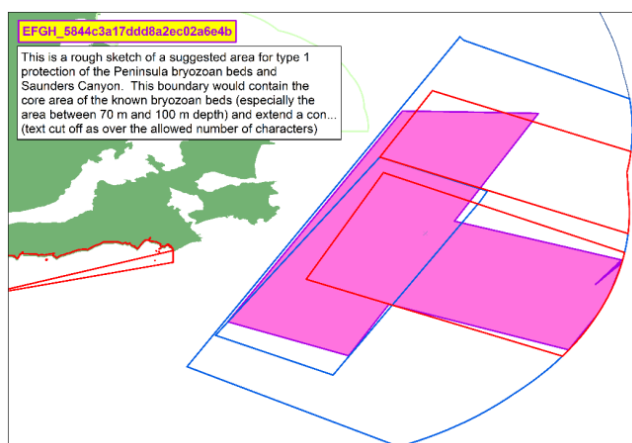 EFGH_5844c3a17ddd8a2ec02a6e4b
This is a rough sketch of a suggested area for type 1
protection of the Peninsula bryozoan beds and
Saunders Canyon. This boundary would contain the
core area of the known bryozoan beds (especially the
area between 70 m and 100 m depth) and extend a con...
(text cut off as over the allowed number of characters)